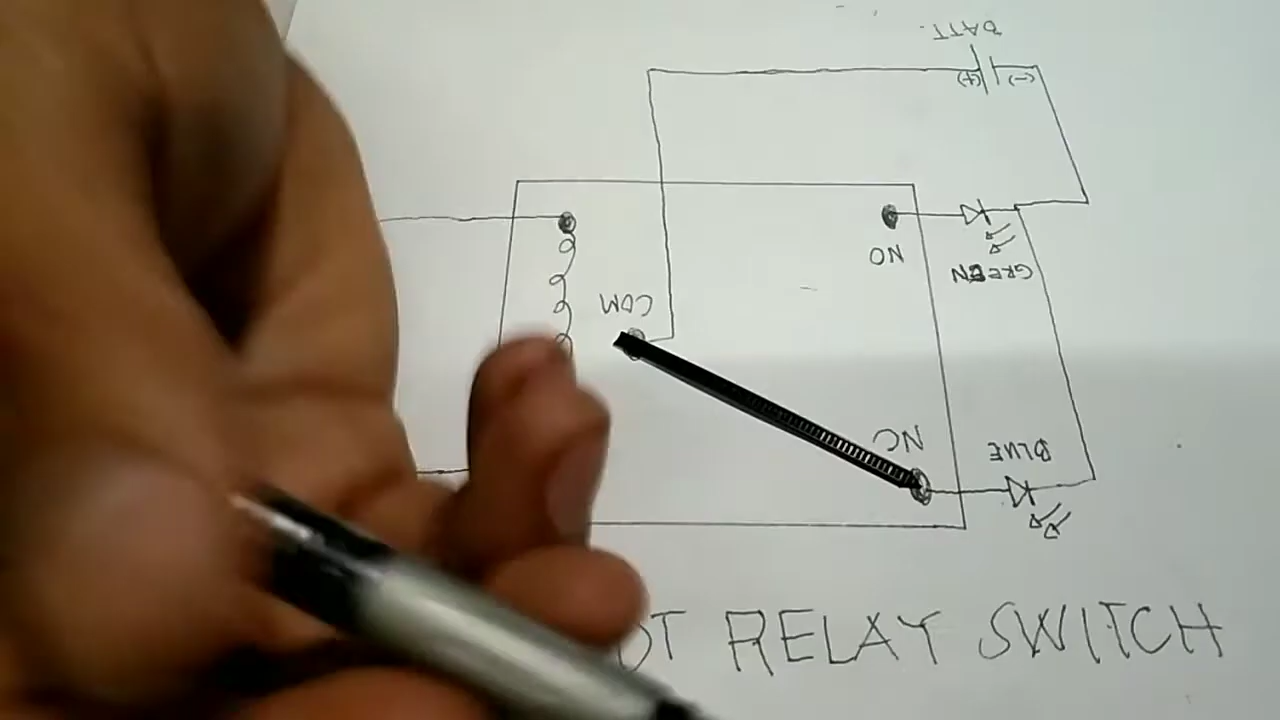 BATT.
(+) (-)
NO
GREEN
COM
NC
BLUE
RELAY SWITCH